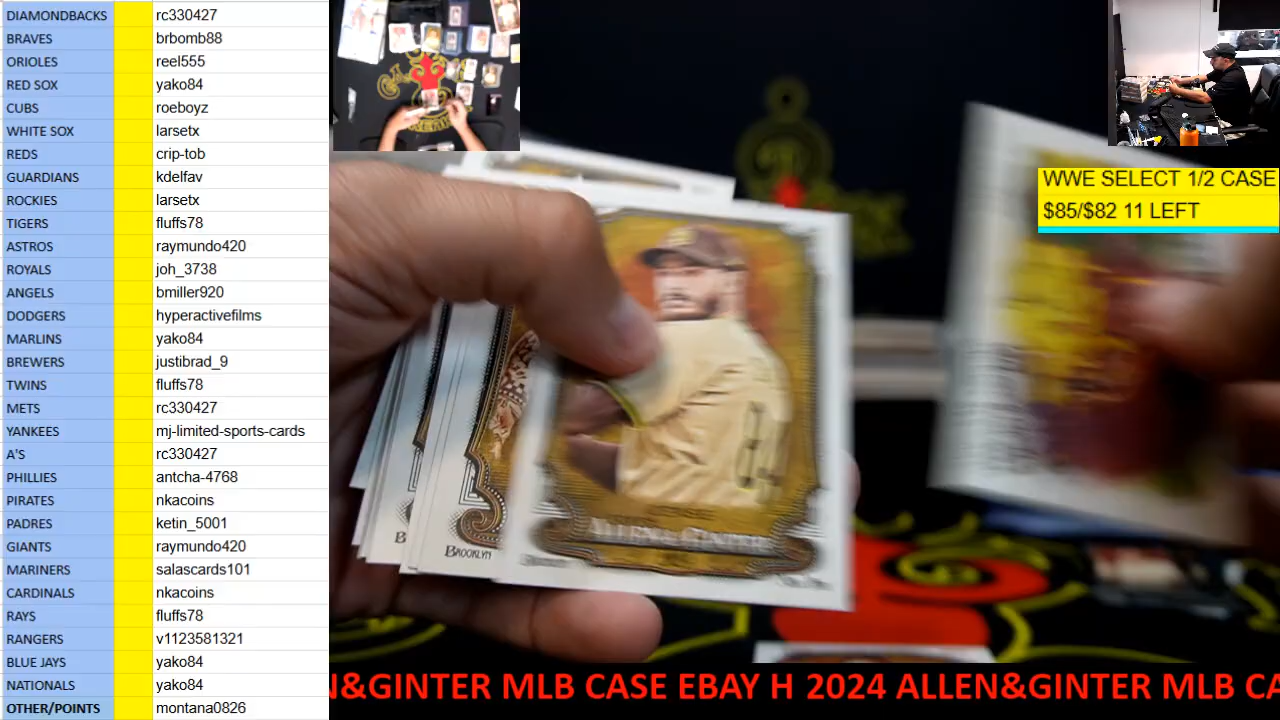 DIAMONDBACKS rc330427
BRAVES brbomb88
ORIOLES reel555
RED SOX yako84
CUBS roeboyz
WHITE SOX larsetx
REDS crip-tob
GUARDIANS kdelfav
ROCKIES larsetx
TIGERS fluffs78
ASTROS raymundo420
ROYALS joh_3738
ANGELS bmiller920
DODGERS hyperactivefilms
MARLINS yako84
BREWERS justibrad_9
TWINS fluffs78
METS rc330427
YANKEES mj-limited-sports-cards
A'S rc330427
PHILLIES antcha-4768
PIRATES nkacoins
PADRES ketin_5001
GIANTS raymundo420
MARINERS salascards101
CARDINALS nkacoins
RAYS fluffs78
RANGERS v1123581321
BLUE JAYS yako84
NATIONALS yako84
OTHER/POINTS montana0826
WWE SELECT 1/2 CASE
$85/$82 11 LEFT
ALLEN & GINTER
BROOKLYN
N&GINTER MLB CASE EBAY H 2024 ALLEN&GINTER MLB CA